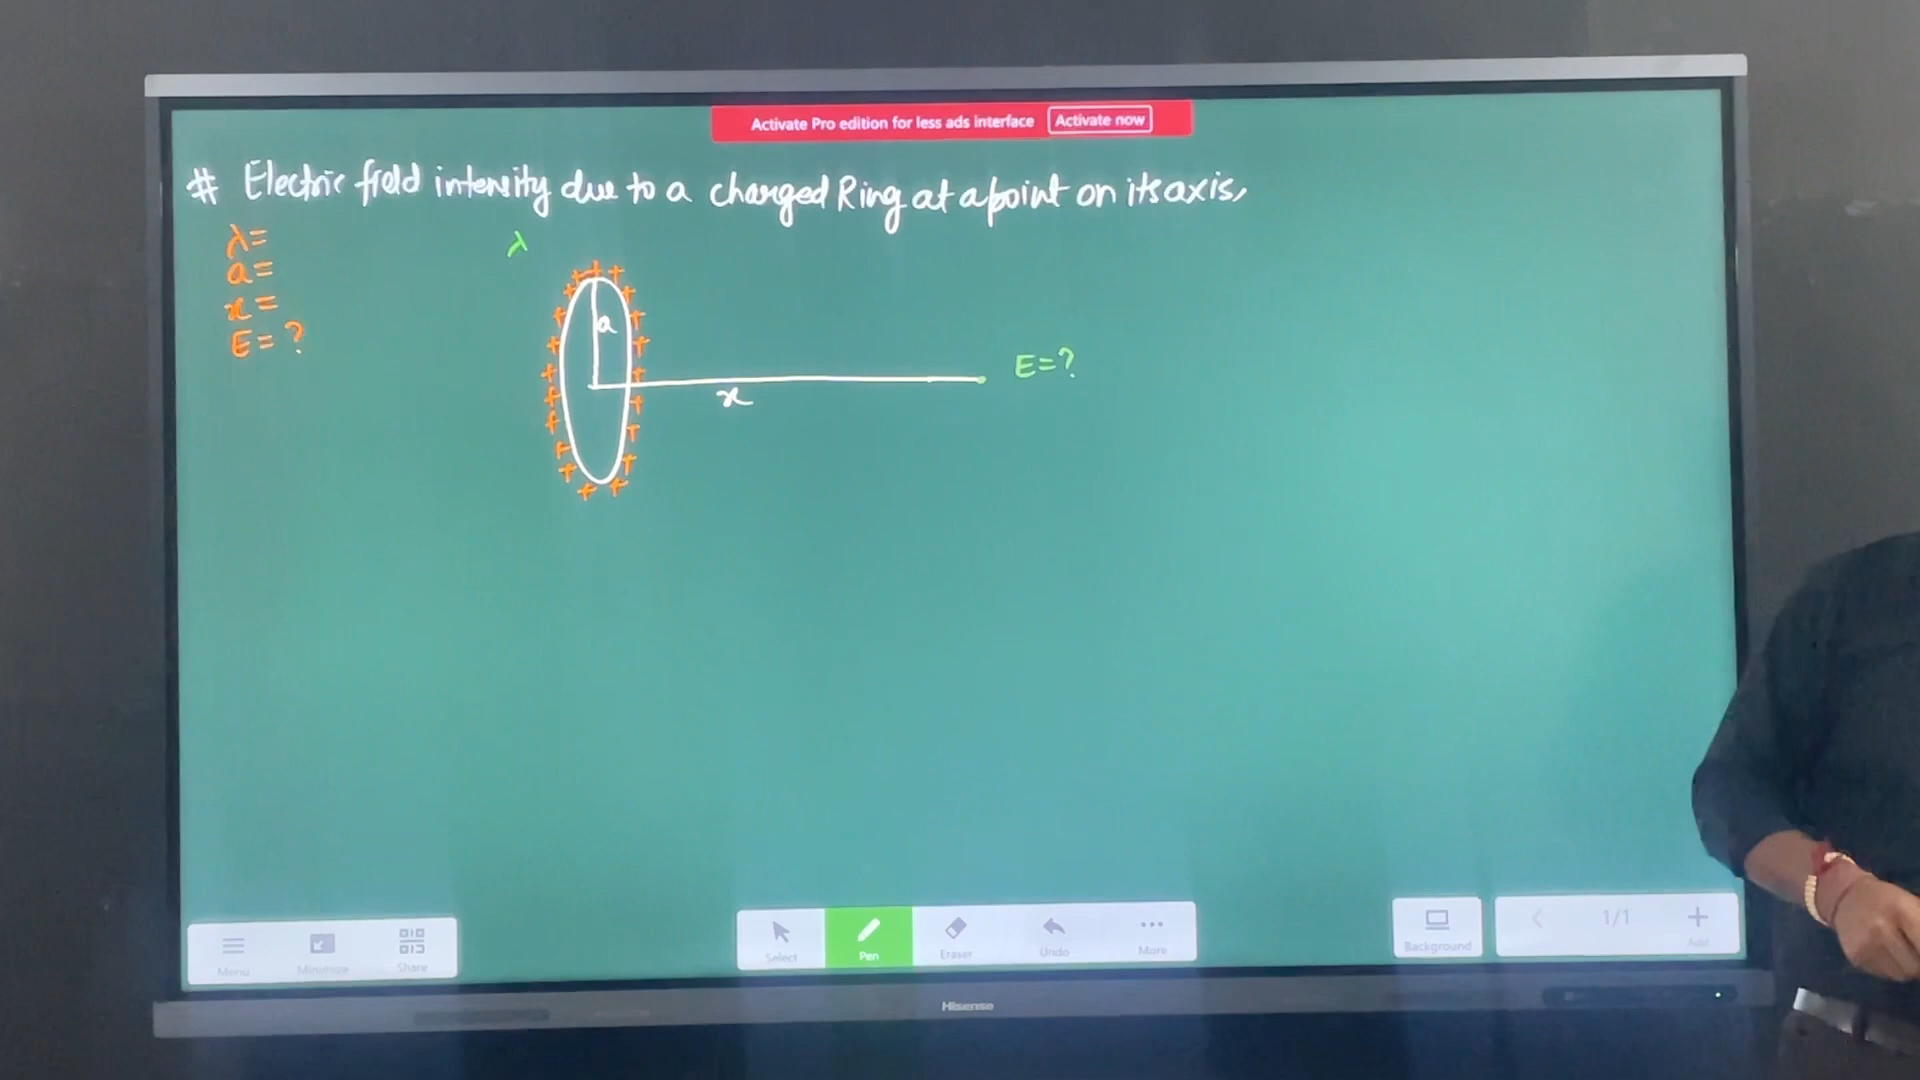 Activate Pro edition for less ads interface Activate now
# Electric field intensity due to a charged Ring at a point on its axis,
λ=
a=
x=
E= ?
λ
a
x
E=?
Menu Minimize Share
Select Pen Eraser Undo More
Background
1/1 Add
Hisense